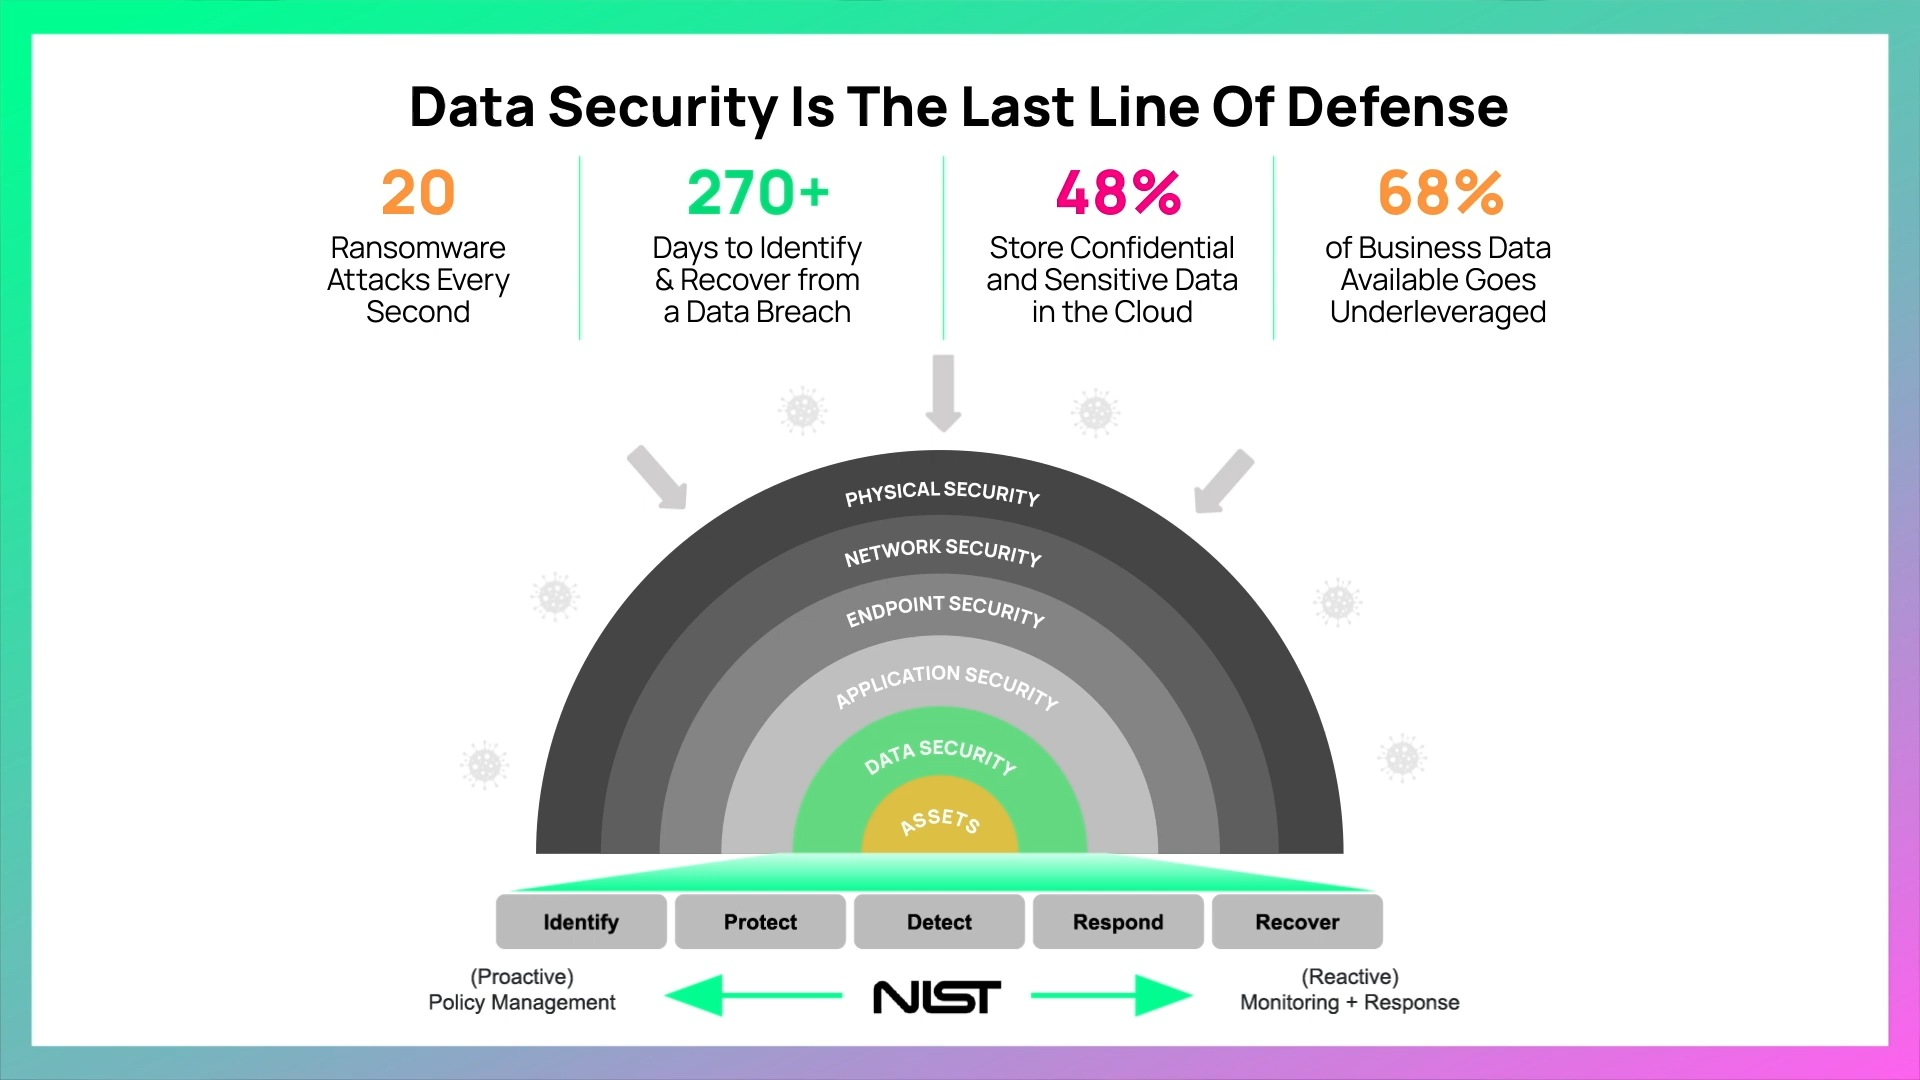 Data Security Is The Last Line Of Defense
20
Ransomware
Attacks Every
Second
270+
Days to Identify
& Recover from
a Data Breach
48%
Store Confidential
and Sensitive Data
in the Cloud
68%
of Business Data
Available Goes
Underleveraged
PHYSICAL SECURITY
NETWORK SECURITY
ENDPOINT SECURITY
APPLICATION SECURITY
DATA SECURITY
ASSETS
Identify
Protect
Detect
Respond
Recover
(Proactive)
Policy Management
NIST
(Reactive)
Monitoring + Response